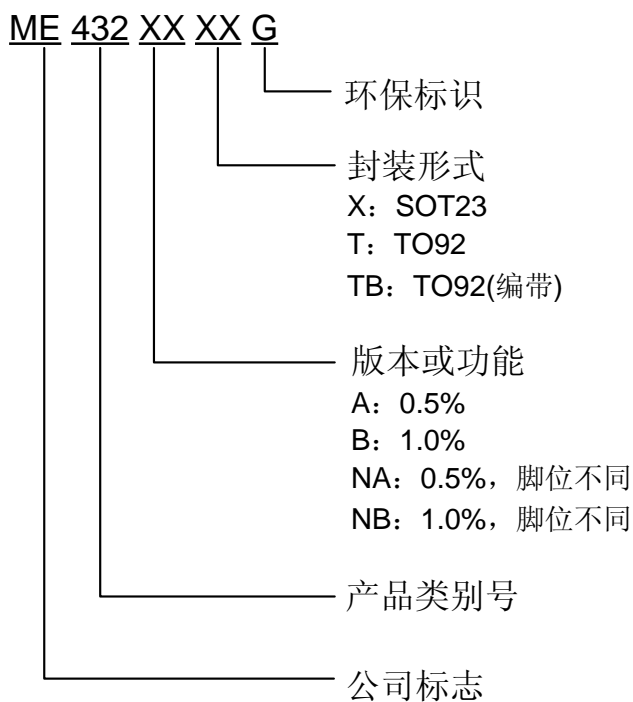 ME 432 XX XX G
环保标识
封装形式
X：SOT23
T：TO92
TB：TO92(编带)
版本或功能
A：0.5%
B：1.0%
NA：0.5%，脚位不同
NB：1.0%，脚位不同
产品类别号
公司标志